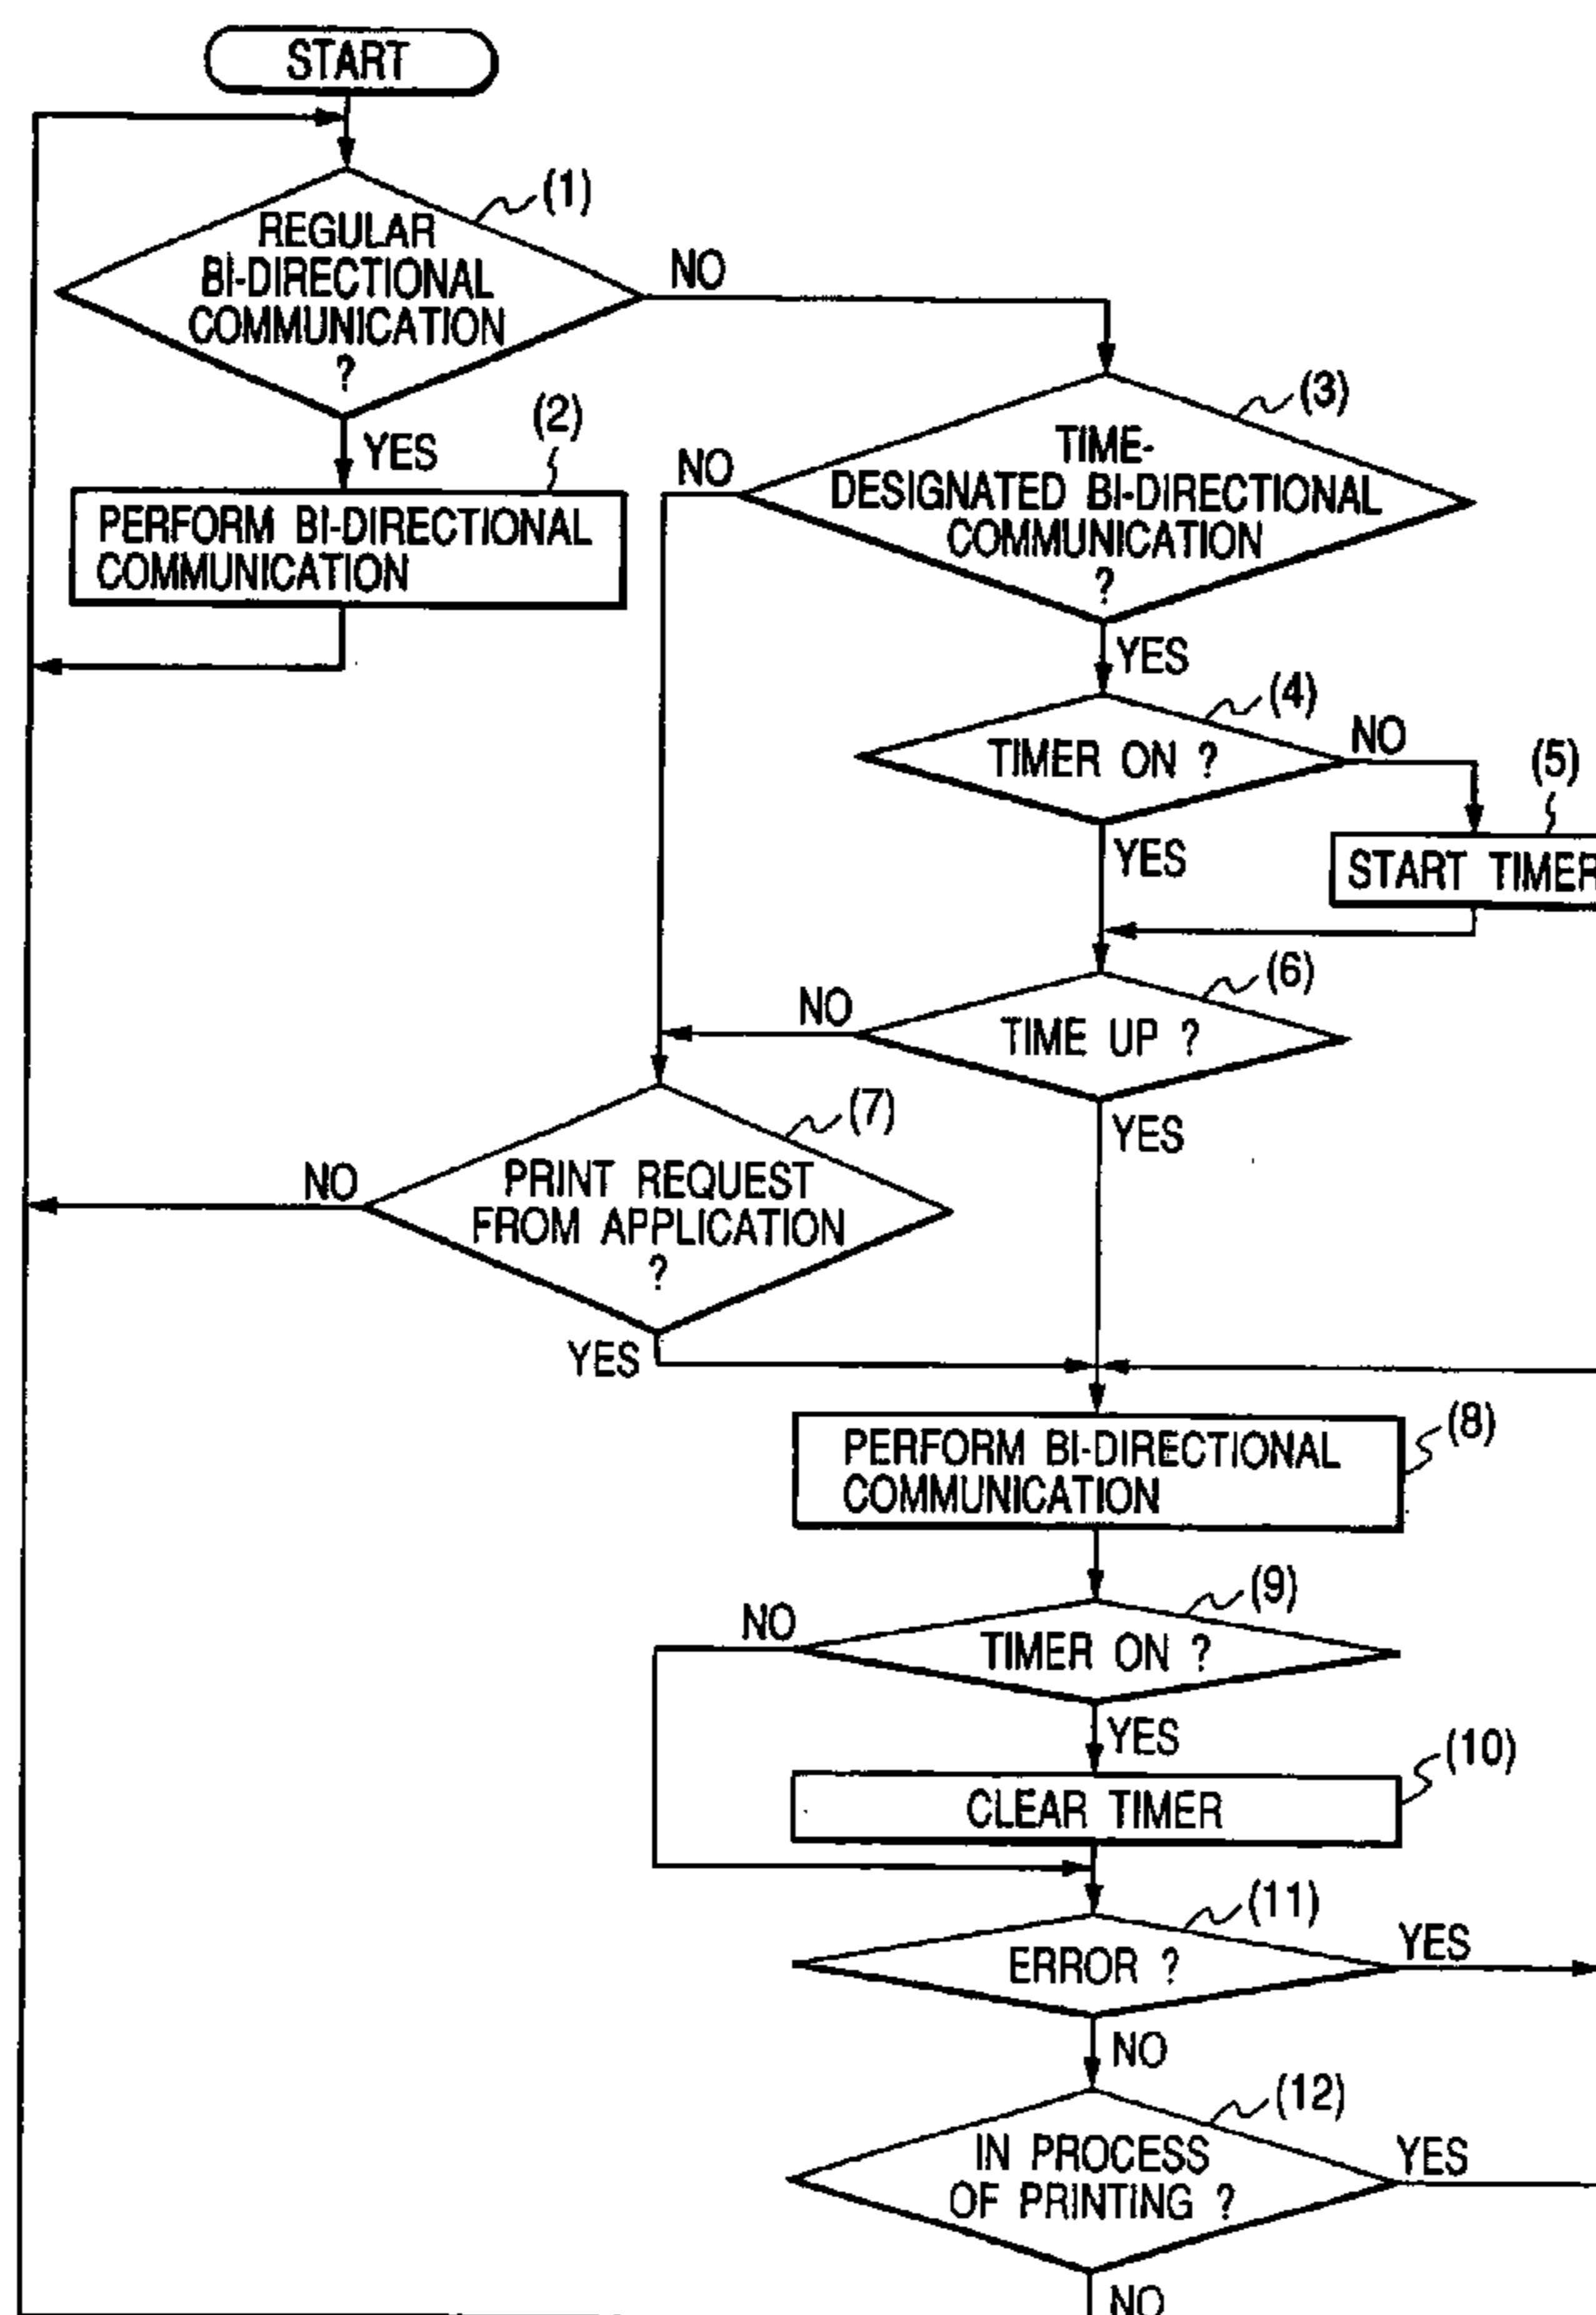 START
(1)
REGULAR
BI-DIRECTIONAL
COMMUNICATION
?
NO
YES
(2)
PERFORM BI-DIRECTIONAL
COMMUNICATION
(3)
TIME-
DESIGNATED BI-DIRECTIONAL
COMMUNICATION
?
NO
YES
(4)
TIMER ON ?
NO
YES
(5)
START TIMER
(6)
TIME UP ?
NO
YES
(7)
PRINT REQUEST
FROM APPLICATION
?
NO
YES
(8)
PERFORM BI-DIRECTIONAL
COMMUNICATION
(9)
TIMER ON ?
NO
YES
(10)
CLEAR TIMER
(11)
ERROR ?
YES
NO
(12)
IN PROCESS
OF PRINTING ?
YES
NO